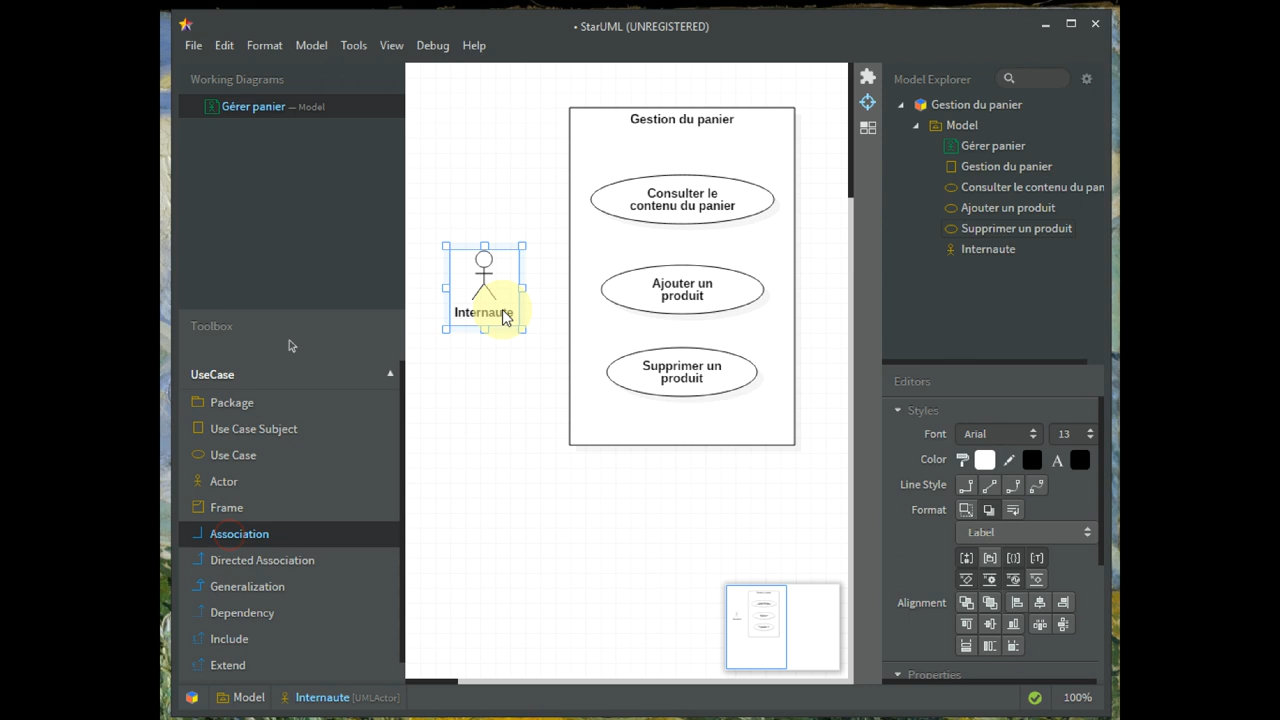 • StarUML (UNREGISTERED)
File Edit Format Model Tools View Window Debug Help
Working Diagrams
Gérer panier — Model
Toolbox
UseCase
Package
Use Case Subject
Use Case
Actor
Frame
Association
Directed Association
Generalization
Dependency
Include
Extend
Gestion du panier
Consulter le
contenu du panier
Ajouter un
produit
Supprimer un
produit
Internaute
Model Explorer
Gestion du panier
Model
Gérer panier
Gestion du panier
Consulter le contenu du pan
Ajouter un produit
Supprimer un produit
Internaute
Editors
Styles
Font Arial 13
Color A
Line Style
Format
Label
Alignment
Properties
Model Internaute [UMLActor]
100%